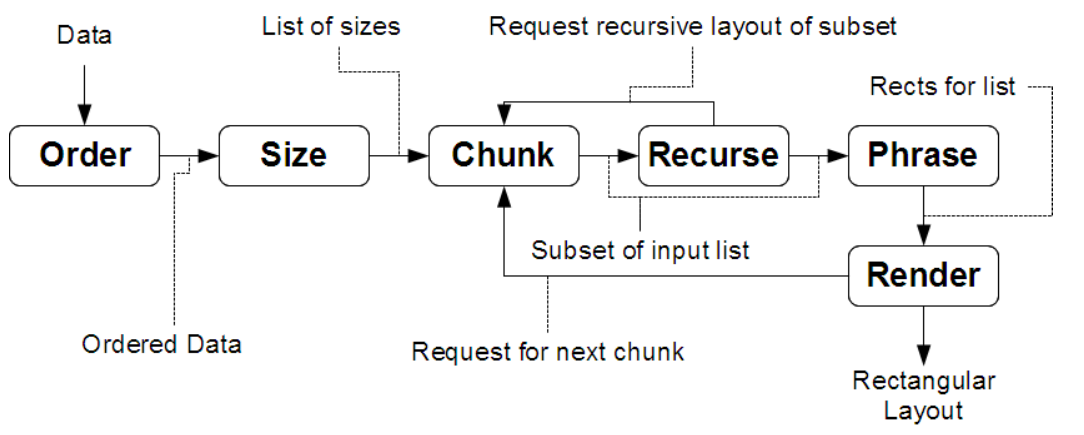 Data
List of sizes
Request recursive layout of subset
Rects for list
Order
Size
Chunk
Recurse
Phrase
Subset of input list
Render
Ordered Data
Request for next chunk
Rectangular
Layout